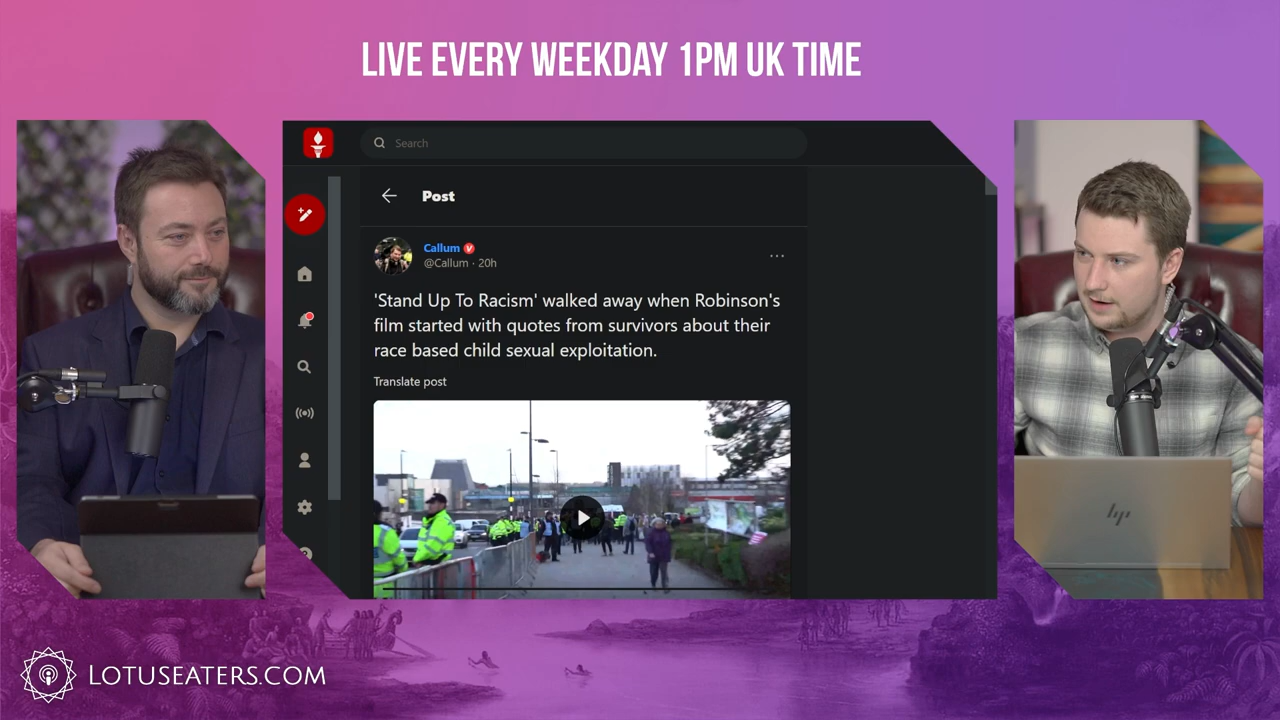 LIVE EVERY WEEKDAY 1PM UK TIME
Search
Post
Callum
@Callum · 20h
'Stand Up To Racism' walked away when Robinson's
film started with quotes from survivors about their
race based child sexual exploitation.
Translate post
hp
LOTUSEATERS.COM